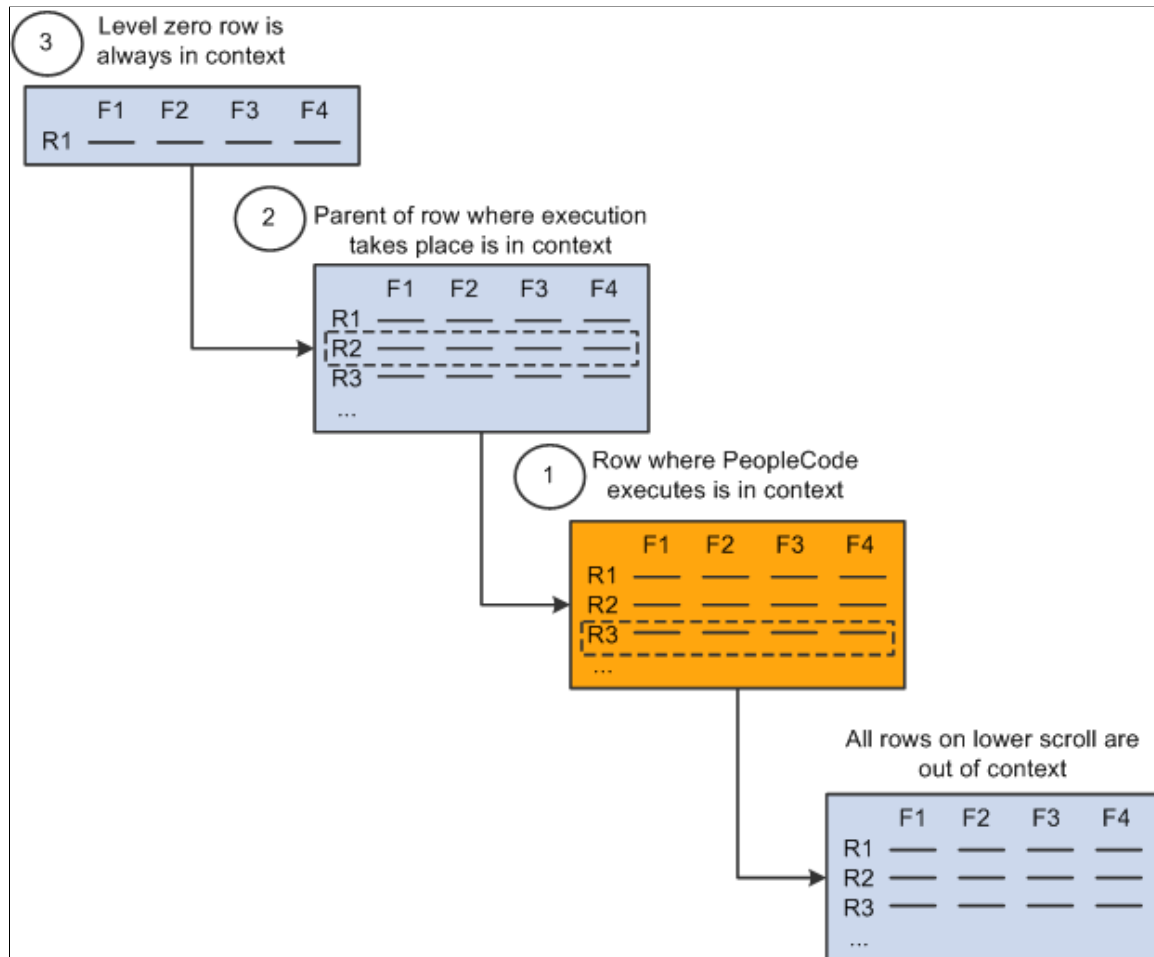 3
Level zero row is
always in context
F1 F2 F3 F4
R1
2
Parent of row where execution
takes place is in context
F1 F2 F3 F4
R1
R2
R3
...
1
Row where PeopleCode
executes is in context
F1 F2 F3 F4
R1
R2
R3
...
All rows on lower scroll are
out of context
F1 F2 F3 F4
R1
R2
R3
...